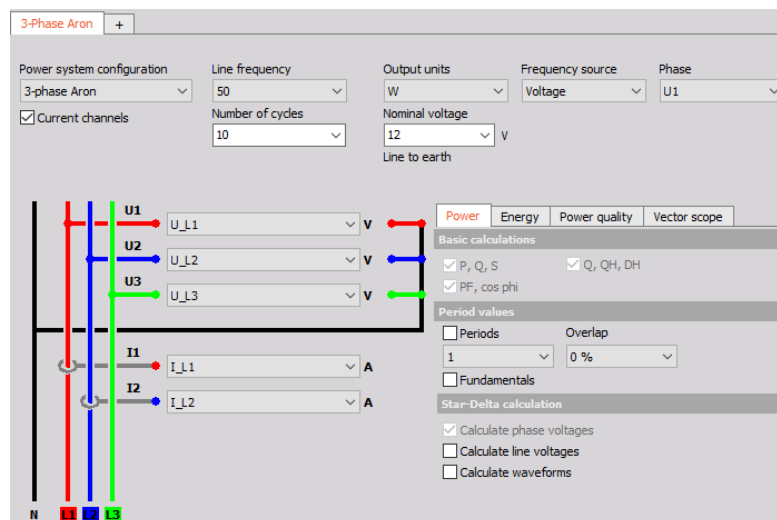 3-Phase Aron +
Power system configuration Line frequency Output units Frequency source Phase
3-phase Aron 50 W Voltage U1
Current channels Number of cycles Nominal voltage
10 12 V
Line to earth
U1
U_L1 V
U2
U_L2 V
U3
U_L3 V
I1
I_L1 A
I2
I_L2 A
N L1 L2 L3
Power Energy Power quality Vector scope
Basic calculations
P, Q, S Q, QH, DH
PF, cos phi
Period values
Periods Overlap
1 0 %
Fundamentals
Star-Delta calculation
Calculate phase voltages
Calculate line voltages
Calculate waveforms